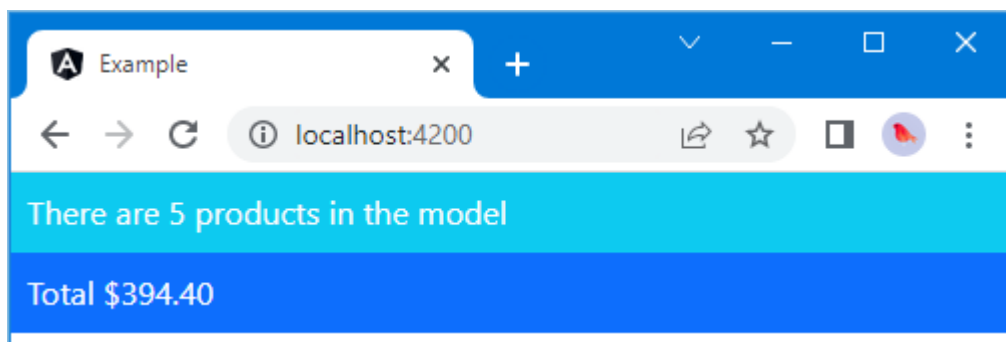 Example
localhost:4200
There are 5 products in the model
Total $394.40